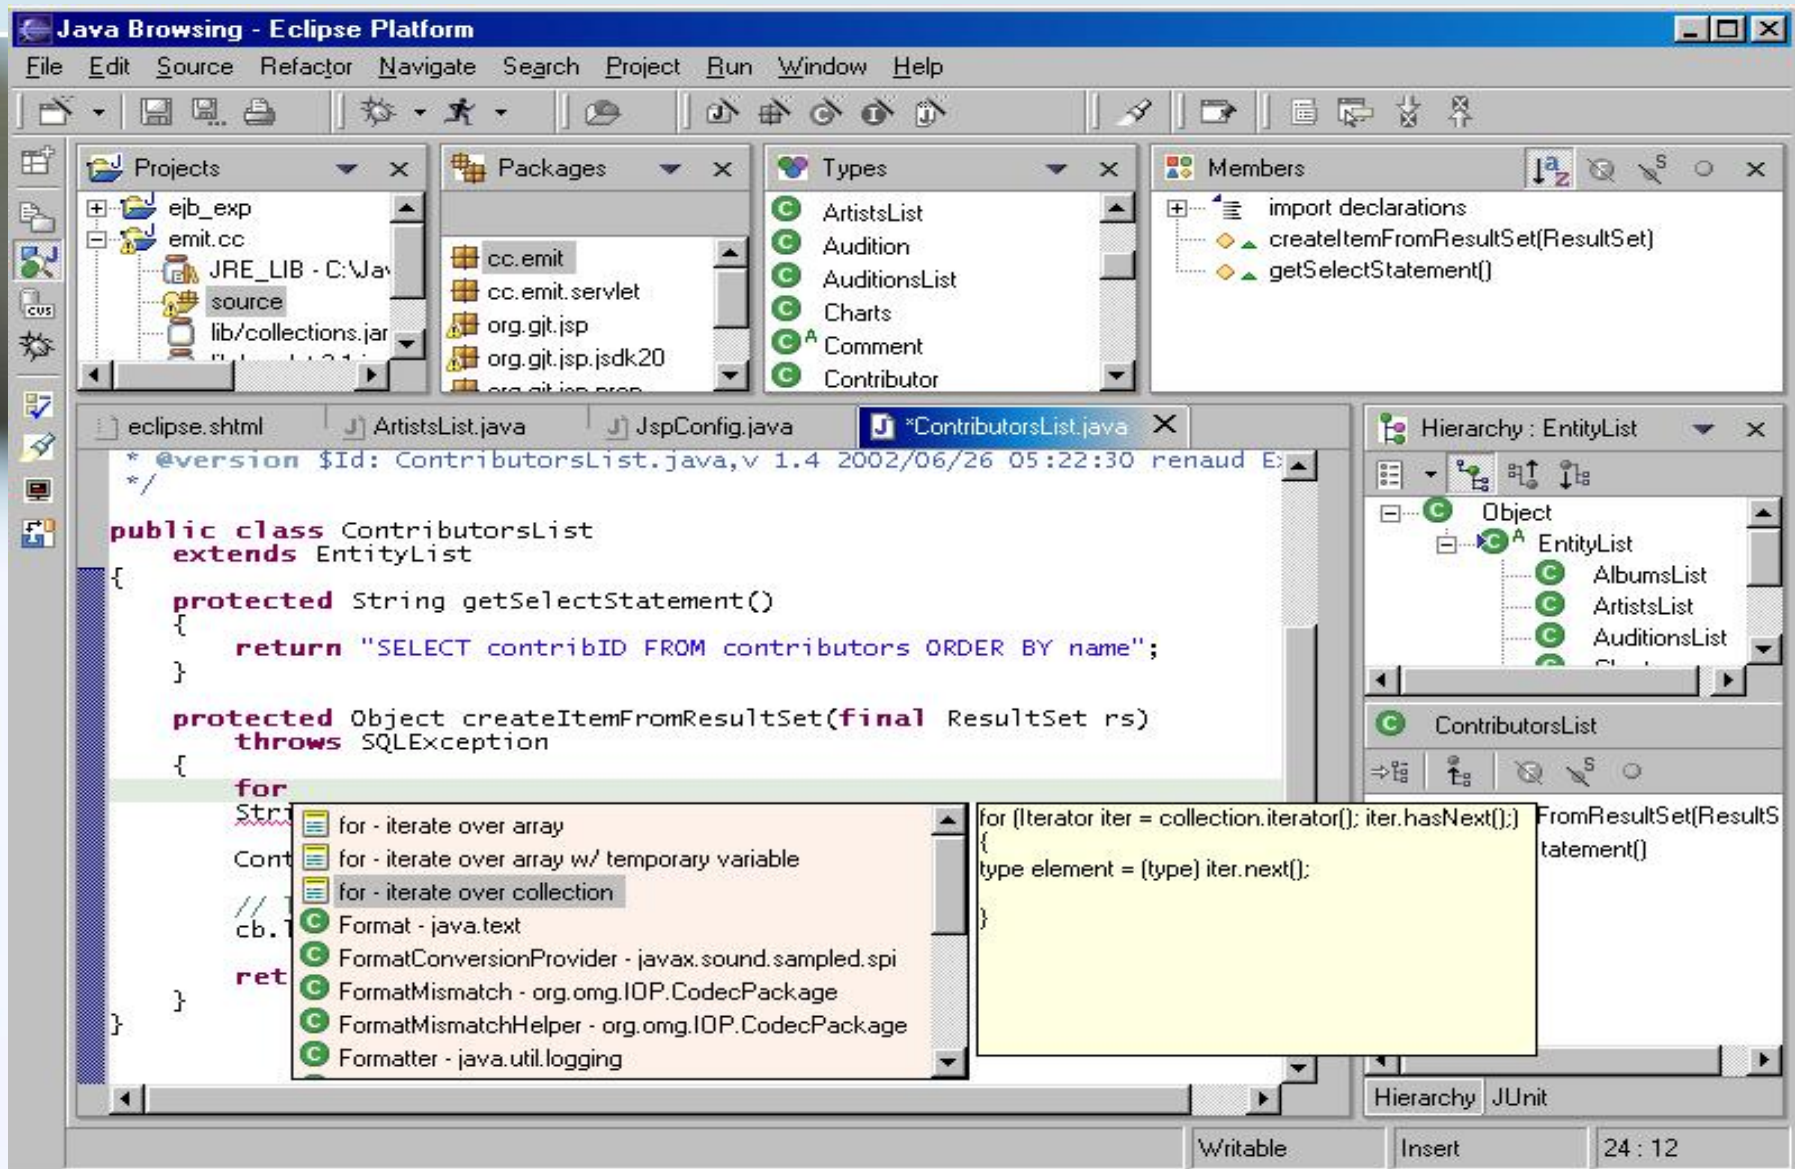 Java Browsing - Eclipse Platform
File Edit Source Refactor Navigate Search Project Run Window Help
Projects
ejb_exp
emit.cc
JRE_LIB - C:\Jav
source
lib/collections.jar
Packages
cc.emit
cc.emit.servlet
org.gjt.jsp
org.gjt.jsp.jsdk20
Types
ArtistsList
Audition
AuditionsList
Charts
Comment
Contributor
Members
import declarations
createItemFromResultSet(ResultSet)
getSelectStatement()
eclipse.shtml ArtistsList.java JspConfig.java *ContributorsList.java
* @version $Id: ContributorsList.java,v 1.4 2002/06/26 05:22:30 renaud E
*/
public class ContributorsList
extends EntityList
{
protected String getSelectStatement()
{
return "SELECT contribID FROM contributors ORDER BY name";
}
protected Object createItemFromResultSet(final ResultSet rs)
throws SQLException
{
for
Stri
Cont
//
cb.
ret
}
}
for - iterate over array
for - iterate over array w/ temporary variable
for - iterate over collection
Format - java.text
FormatConversionProvider - javax.sound.sampled.spi
FormatMismatch - org.omg.IOP.CodecPackage
FormatMismatchHelper - org.omg.IOP.CodecPackage
Formatter - java.util.logging
for (Iterator iter = collection.iterator(); iter.hasNext();)
{
type element = (type) iter.next();
}
Hierarchy : EntityList
Object
EntityList
AlbumsList
ArtistsList
AuditionsList
ContributorsList
FromResultSet(ResultS
tatement()
Hierarchy JUnit
Writable Insert 24 : 12